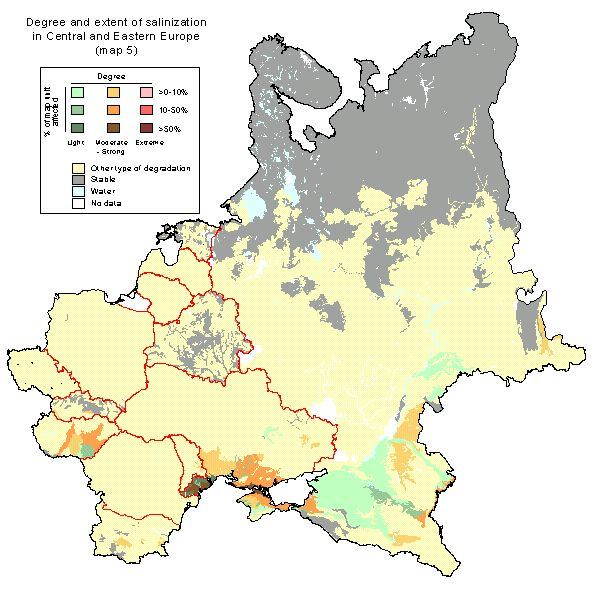 Degree and extent of salinization
in Central and Eastern Europe
(map 5)
Degree
% of map unit
affected
>0-10%
10-50%
>50%
Light Moderate Extreme
- Strong
Other type of degradation
Stable
Water
No data